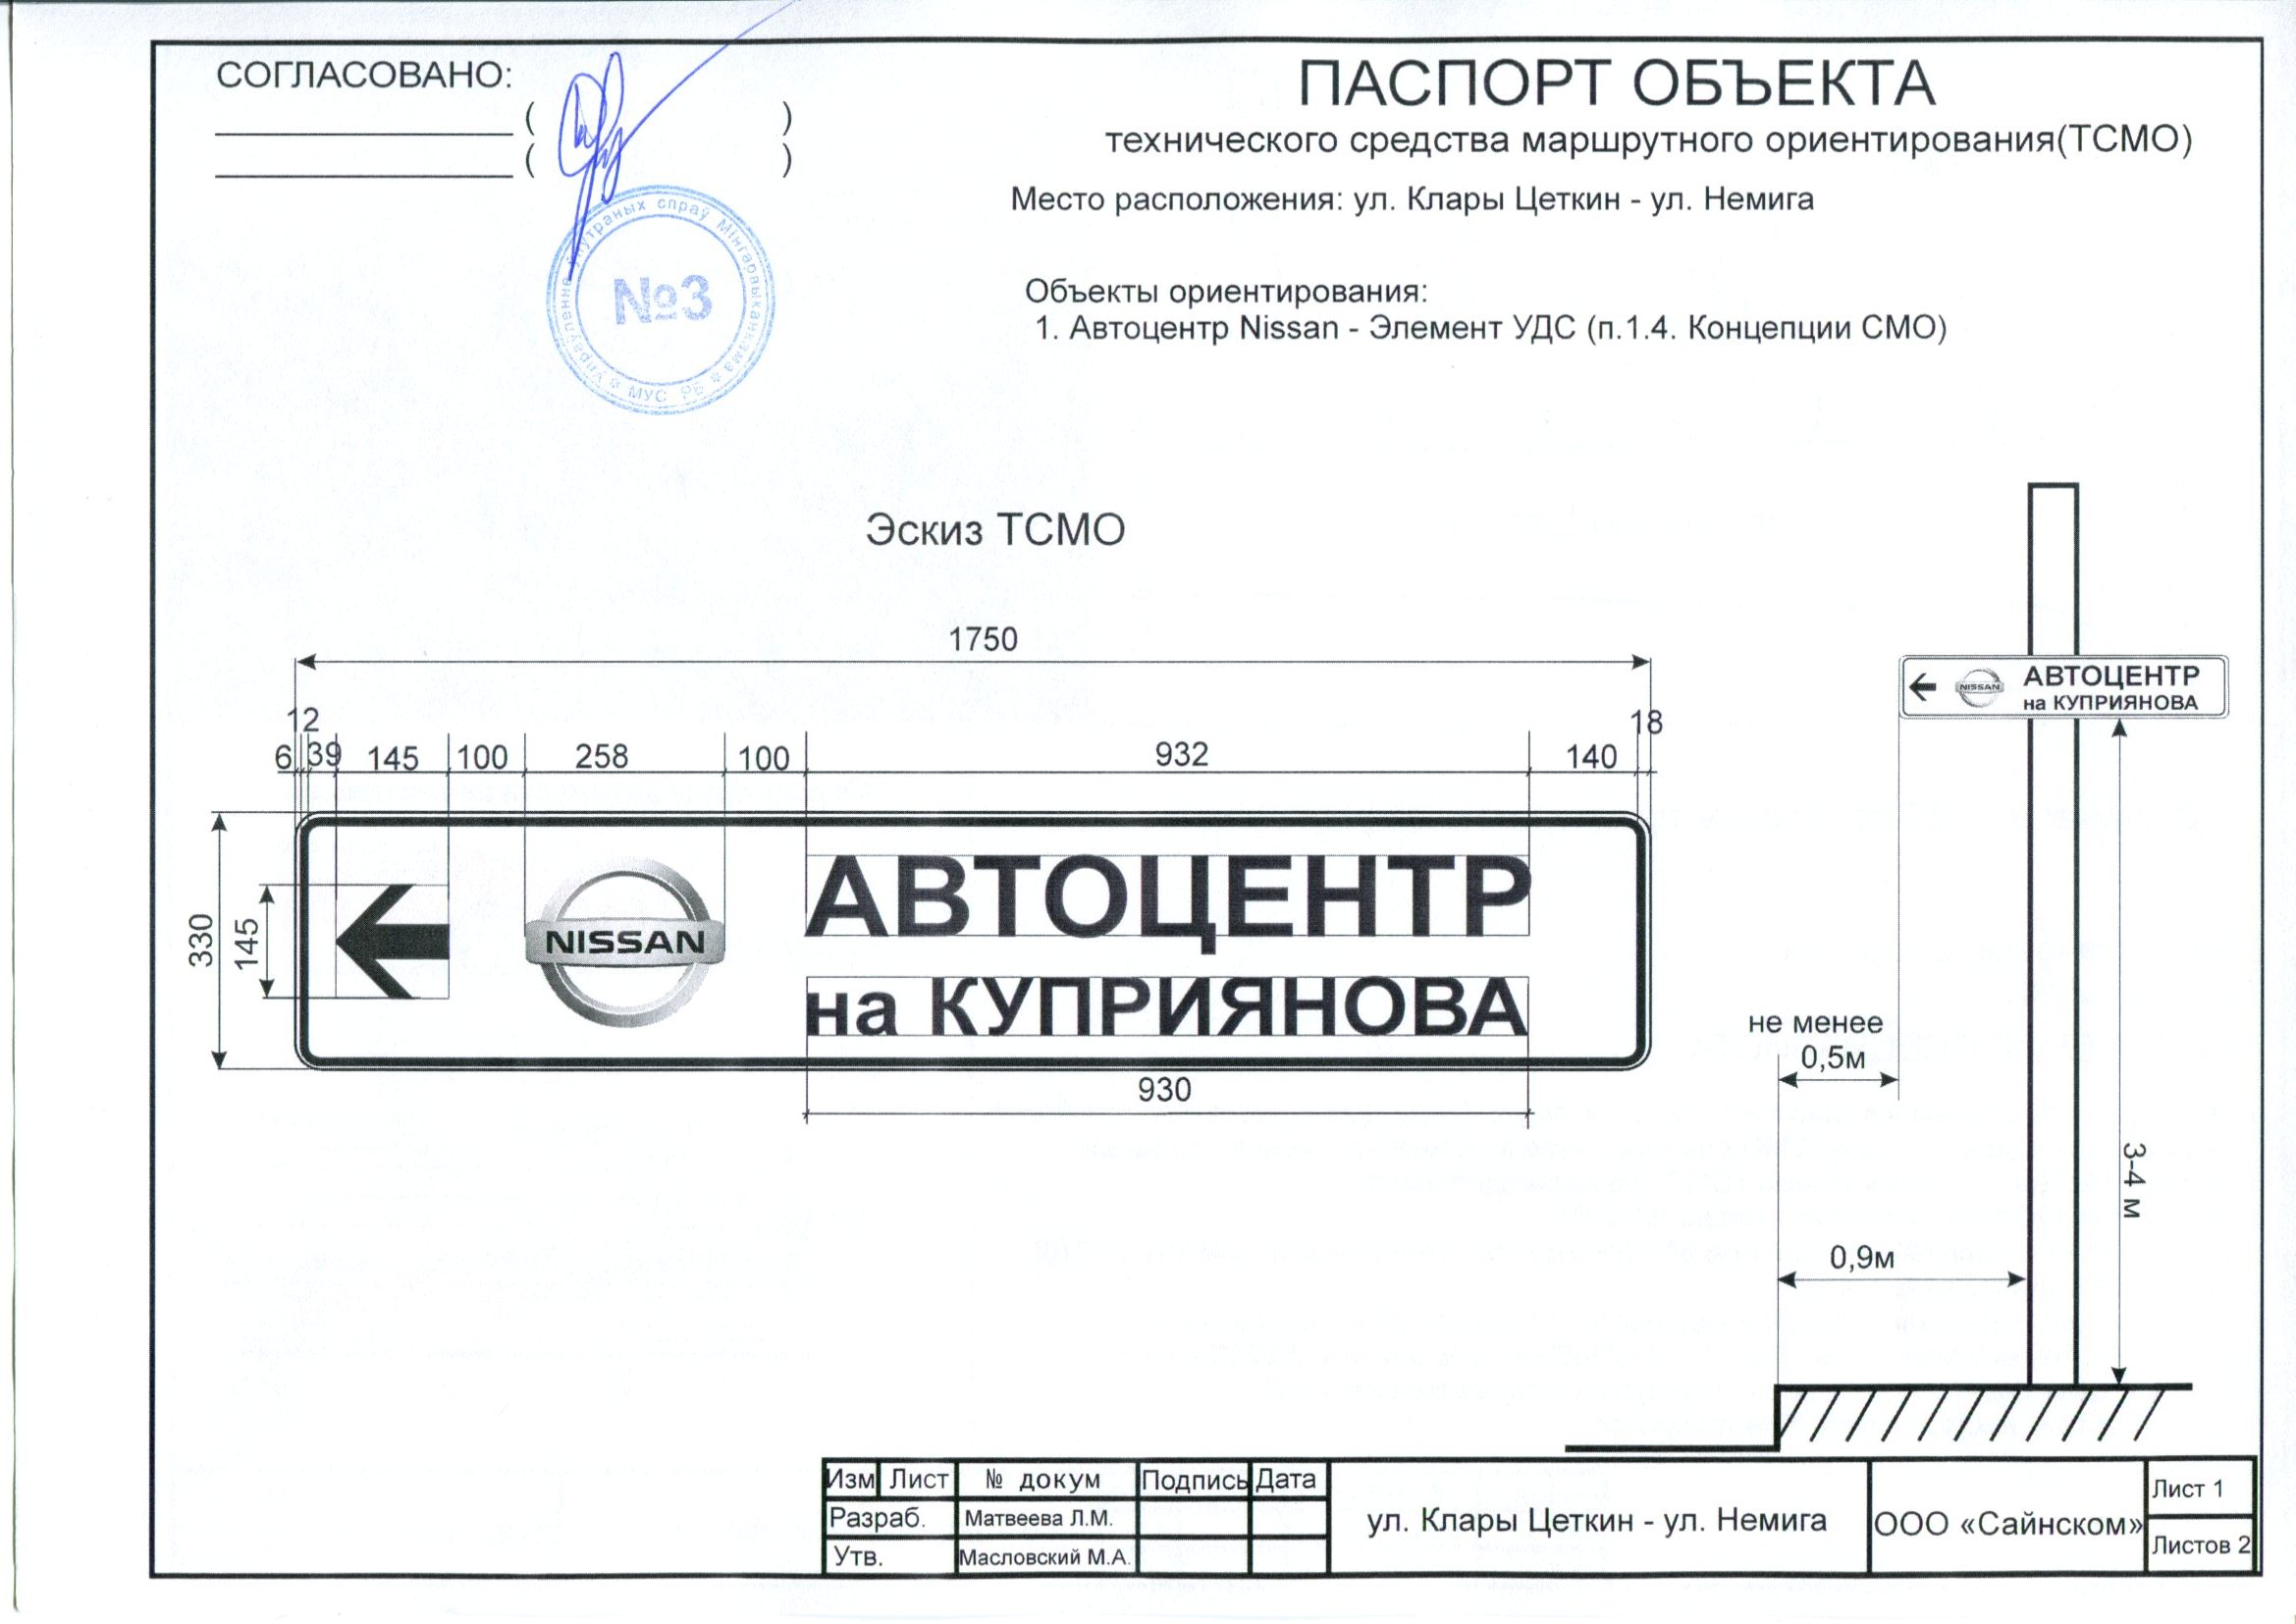 СОГЛАСОВАНО:
( )
( )
Упраўленне ўнутраных спраў Мінгарвыканкама
* МУС РБ *
№3
ПАСПОРТ ОБЪЕКТА
технического средства маршрутного ориентирования(ТСМО)
Место расположения: ул. Клары Цеткин - ул. Немига
Объекты ориентирования:
1. Автоцентр Nissan - Элемент УДС (п.1.4. Концепции СМО)
Эскиз ТСМО
1750
12
18
6 39 145 100 258 100 932 140
330
145
NISSAN
АВТОЦЕНТР
на КУПРИЯНОВА
930
NISSAN
АВТОЦЕНТР
на КУПРИЯНОВА
не менее
0,5м
3-4 м
0,9м
Изм Лист № докум Подпись Дата
Разраб. Матвеева Л.М.
Утв. Масловский М.А.
ул. Клары Цеткин - ул. Немига
ООО «Сайнском»
Лист 1
Листов 2